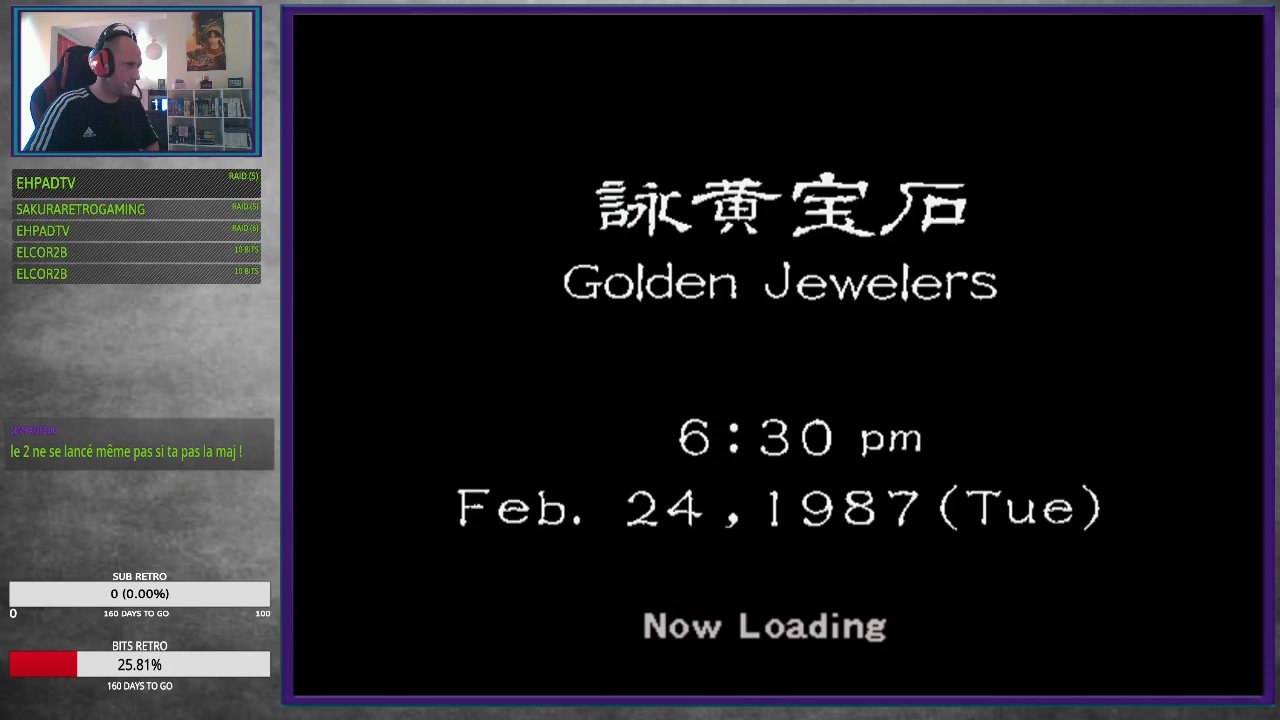 EHPADTV RAID (5)
SAKURARETROGAMING RAID (5)
EHPADTV RAID (6)
ELCOR2B 10 BITS
ELCOR2B 10 BITS
le 2 ne se lancé même pas si ta pas la maj !
SUB RETRO
0 (0.00%)
0 160 DAYS TO GO 100
BITS RETRO
25.81%
160 DAYS TO GO
詠黄宝石
Golden Jewelers
6:30 pm
Feb. 24,1987(Tue)
Now Loading